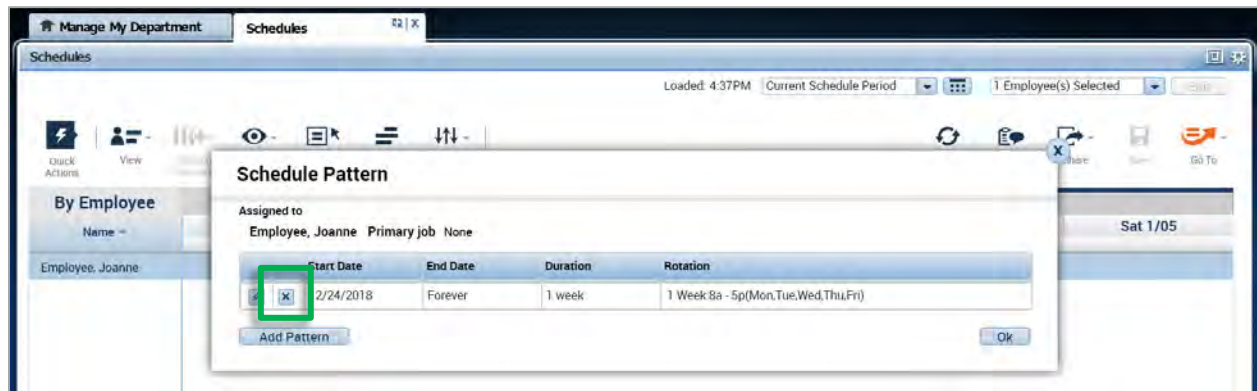 Manage My Department
Schedules
Schedules
Loaded: 4:37PM Current Schedule Period 1 Employee(s) Selected
Quick Actions View Go To
Schedule Pattern
By Employee
Assigned to
Name
Employee, Joanne Primary job None
Sat 1/05
Start Date End Date Duration Rotation
Employee, Joanne
2/24/2018 Forever 1 week 1 Week:8a - 5p(Mon,Tue,Wed,Thu,Fri)
Add Pattern Ok